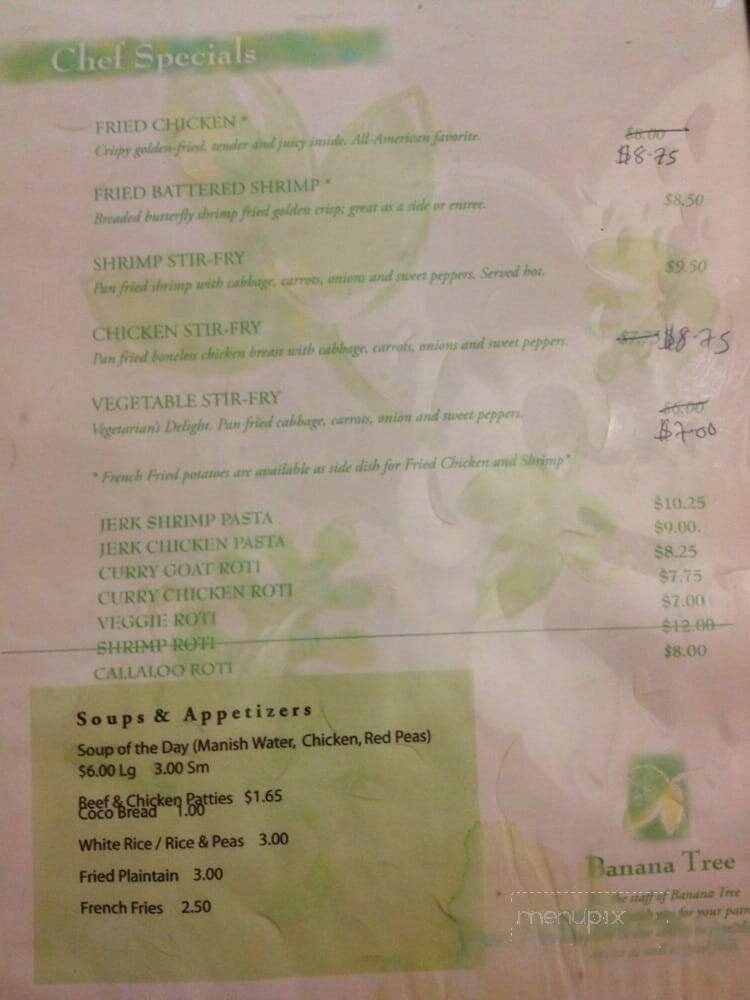 Chef Specials
FRIED CHICKEN * $8.00
Crispy golden-fried, tender and juicy inside. All-American favorite. $8.75
FRIED BATTERED SHRIMP * $8.50
Breaded butterfly shrimp fried golden crisp; great as a side or entree.
SHRIMP STIR-FRY $9.50
Pan fried shrimp with cabbage, carrots, onions and sweet peppers. Served hot.
CHICKEN STIR-FRY $7.75 $8.75
Pan fried boneless chicken breast with cabbage, carrots, onions and sweet peppers.
VEGETABLE STIR-FRY $6.00
Vegetarian's Delight. Pan fried cabbage, carrots, onion and sweet peppers. $7.00
* French Fried potatoes are available as side dish for Fried Chicken and Shrimp*
JERK SHRIMP PASTA $10.25
JERK CHICKEN PASTA $9.00.
CURRY GOAT ROTI $8.25
CURRY CHICKEN ROTI $7.75
VEGGIE ROTI $7.00
SHRIMP ROTI $12.00
CALLALOO ROTI $8.00
Soups & Appetizers
Soup of the Day (Manish Water, Chicken, Red Peas)
$6.00 Lg 3.00 Sm
Beef & Chicken Patties $1.65
Coco Bread 1.00
White Rice / Rice & Peas 3.00
Fried Plaintain 3.00
French Fries 2.50
Banana Tree
the staff of Banana Tree
you for your
menupix